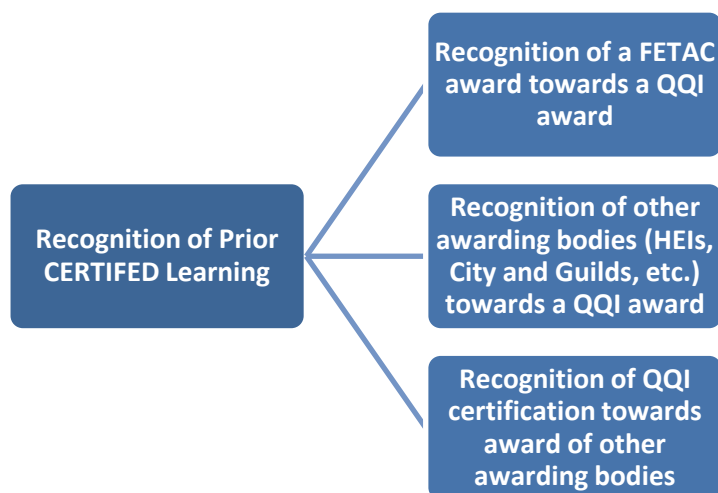 Recognition of Prior
CERTIFED Learning
Recognition of a FETAC
award towards a QQI
award
Recognition of other
awarding bodies (HEIs,
City and Guilds, etc.)
towards a QQI award
Recognition of QQI
certification towards
award of other
awarding bodies